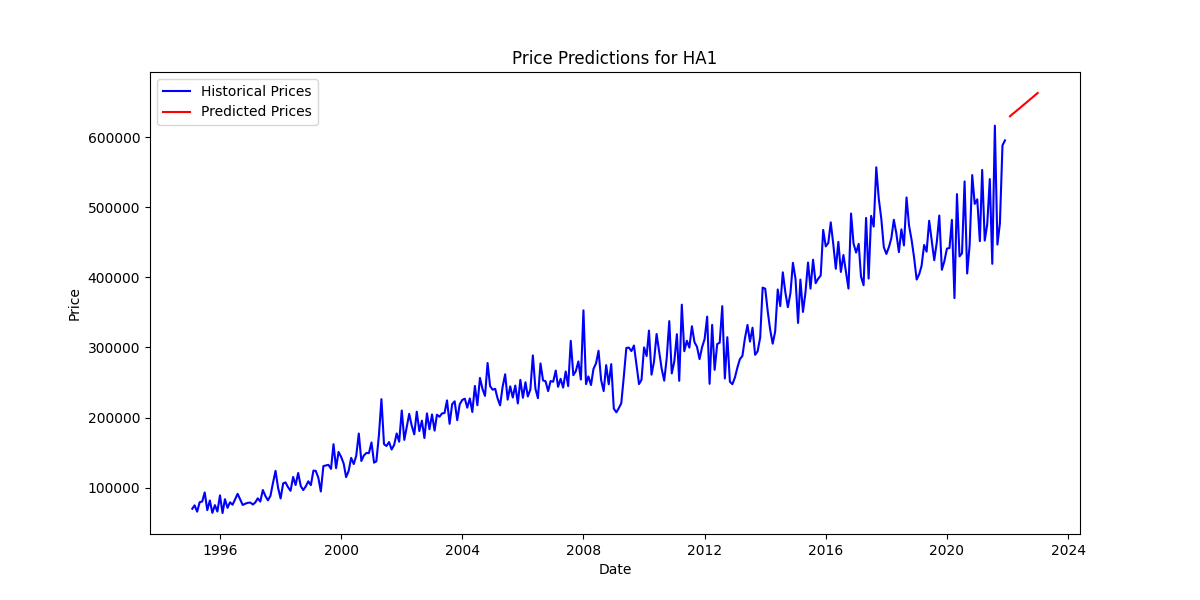 Price Predictions for HA1
Historical Prices
Predicted Prices
600000
500000
400000
300000
200000
100000
Price
1996 2000 2004 2008 2012 2016 2020 2024
Date